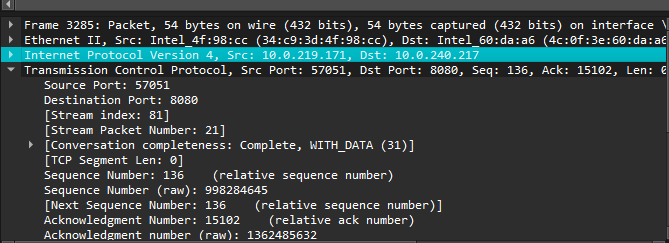 Frame 3285: Packet, 54 bytes on wire (432 bits), 54 bytes captured (432 bits) on interface \
Ethernet II, Src: Intel_4f:98:cc (34:c9:3d:4f:98:cc), Dst: Intel_60:da:a6 (4c:0f:3e:60:da:a6
Internet Protocol Version 4, Src: 10.0.219.171, Dst: 10.0.240.217
Transmission Control Protocol, Src Port: 57051, Dst Port: 8080, Seq: 136, Ack: 15102, Len: 0
Source Port: 57051
Destination Port: 8080
[Stream index: 81]
[Stream Packet Number: 21]
[Conversation completeness: Complete, WITH_DATA (31)]
[TCP Segment Len: 0]
Sequence Number: 136    (relative sequence number)
Sequence Number (raw): 998284645
[Next Sequence Number: 136    (relative sequence number)]
Acknowledgment Number: 15102    (relative ack number)
Acknowledgment number (raw): 1362485632